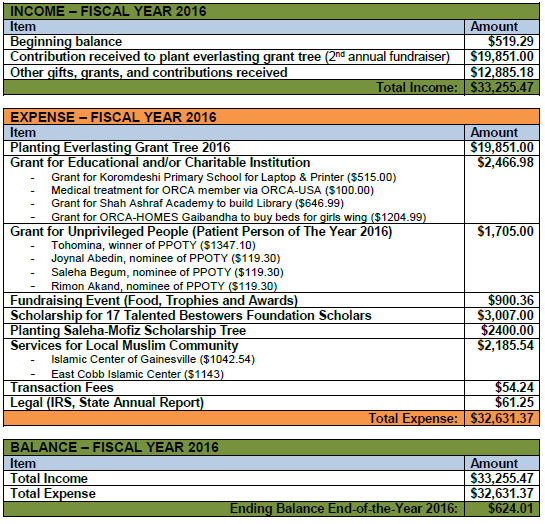 INCOME – FISCAL YEAR 2016
Item Amount
Beginning balance $519.29
Contribution received to plant everlasting grant tree (2nd annual fundraiser) $19,851.00
Other gifts, grants, and contributions received $12,885.18
Total Income: $33,255.47
EXPENSE – FISCAL YEAR 2016
Item Amount
Planting Everlasting Grant Tree 2016 $19,851.00
Grant for Educational and/or Charitable Institution $2,466.98
- Grant for Koromdeshi Primary School for Laptop & Printer ($515.00)
- Medical treatment for ORCA member via ORCA-USA ($100.00)
- Grant for Shah Ashraf Academy to build Library ($646.99)
- Grant for ORCA-HOMES Gaibandha to buy beds for girls wing ($1204.99)
Grant for Unprivileged People (Patient Person of The Year 2016) $1,705.00
- Tohomina, winner of PPOTY ($1347.10)
- Joynal Abedin, nominee of PPOTY ($119.30)
- Saleha Begum, nominee of PPOTY ($119.30)
- Rimon Akand, nominee of PPOTY ($119.30)
Fundraising Event (Food, Trophies and Awards) $900.36
Scholarship for 17 Talented Bestowers Foundation Scholars $3,007.00
Planting Saleha-Mofiz Scholarship Tree $2400.00
Services for Local Muslim Community $2,185.54
- Islamic Center of Gainesville ($1042.54)
- East Cobb Islamic Center ($1143)
Transaction Fees $54.24
Legal (IRS, State Annual Report) $61.25
Total Expense: $32,631.37
BALANCE – FISCAL YEAR 2016
Item Amount
Total Income $33,255.47
Total Expense $32,631.37
Ending Balance End-of-the-Year 2016: $624.01